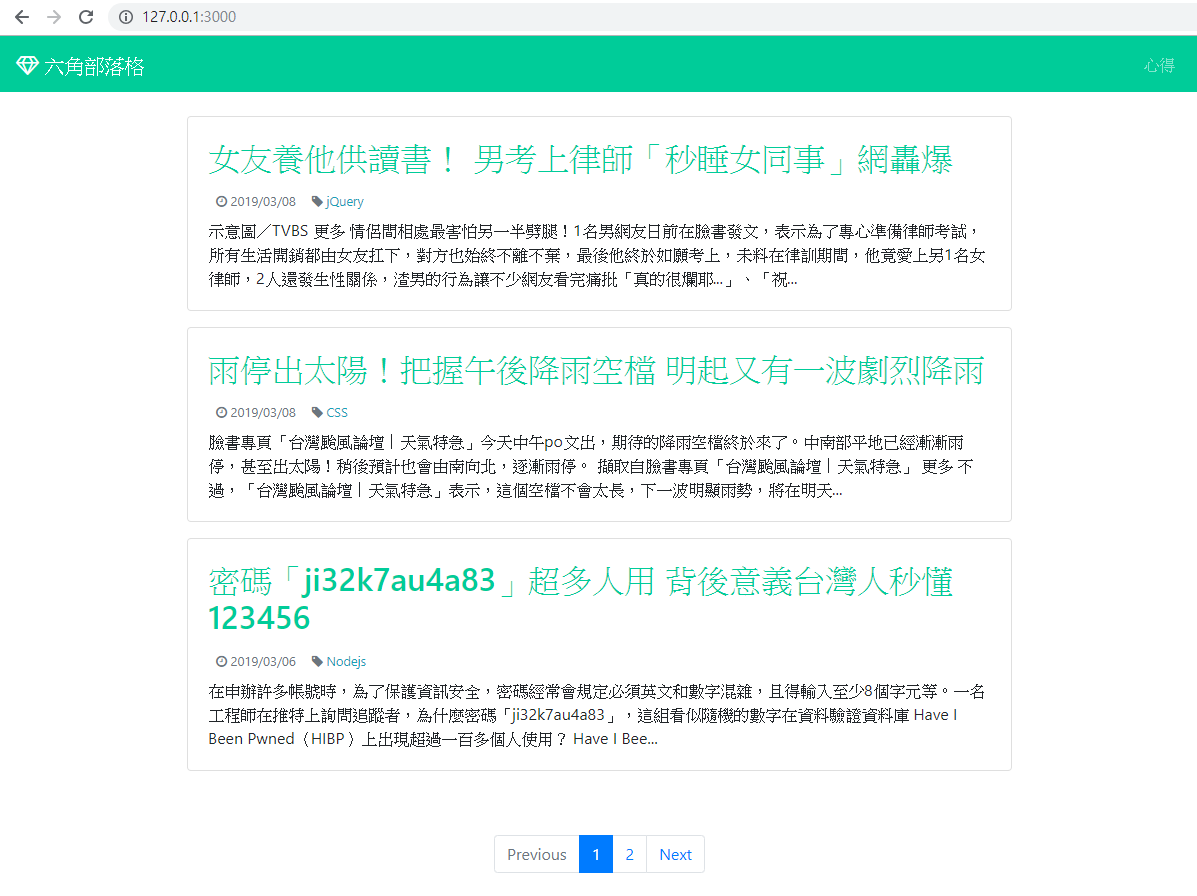 127.0.0.1:3000
六角部落格
心得
女友養他供讀書！ 男考上律師「秒睡女同事」網轟爆
2019/03/08 jQuery
示意圖／TVBS 更多 情侶間相處最害怕另一半劈腿！1名男網友日前在臉書發文，表示為了專心準備律師考試，
所有生活開銷都由女友扛下，對方也始終不離不棄，最後他終於如願考上，未料在律訓期間，他竟愛上另1名女
律師，2人還發生性關係，渣男的行為讓不少網友看完痛批「真的很爛耶...」、「祝...
雨停出太陽！把握午後降雨空檔 明起又有一波劇烈降雨
2019/03/08 CSS
臉書專頁「台灣颱風論壇｜天氣特急」今天中午po文出，期待的降雨空檔終於來了。中南部平地已經漸漸雨
停，甚至出太陽！稍後預計也會由南向北，逐漸雨停。 擷取自臉書專頁「台灣颱風論壇｜天氣特急」 更多 不
過，「台灣颱風論壇｜天氣特急」表示，這個空檔不會太長，下一波明顯雨勢，將在明天...
密碼「ji32k7au4a83」超多人用 背後意義台灣人秒懂
123456
2019/03/06 Nodejs
在申辦許多帳號時，為了保護資訊安全，密碼經常會規定必須英文和數字混雜，且得輸入至少8個字元等。一名
工程師在推特上詢問追蹤者，為什麼密碼「ji32k7au4a83」，這組看似隨機的數字在資料驗證資料庫 Have I
Been Pwned（HIBP）上出現超過一百多個人使用？ Have I Bee...
Previous 1 2 Next